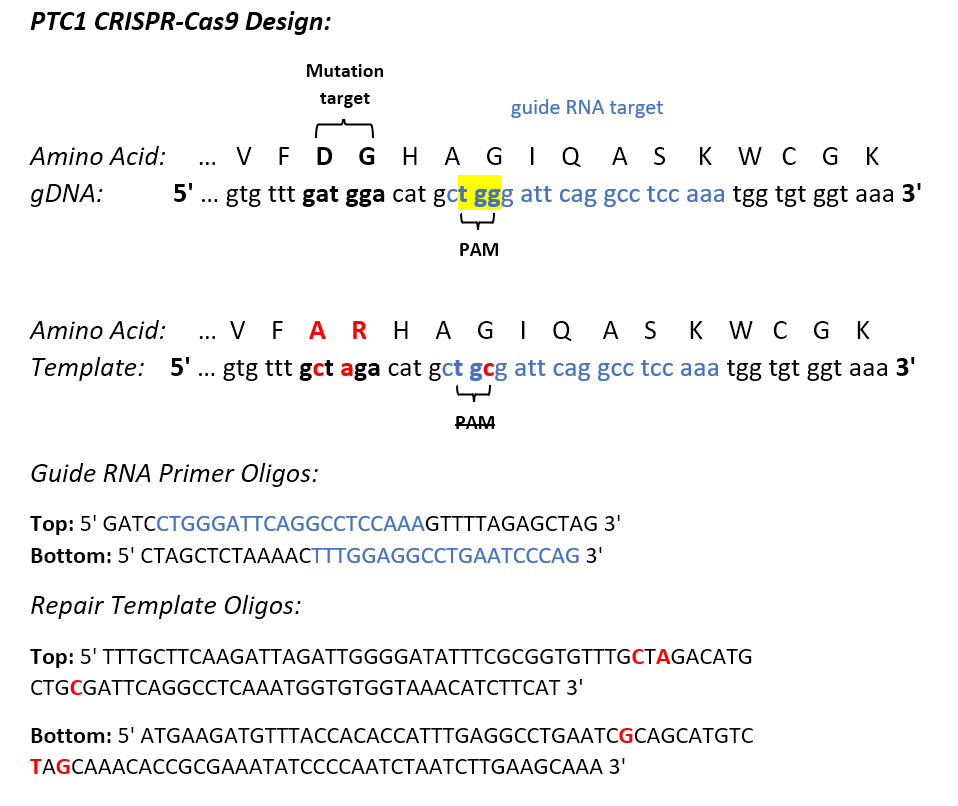 PTC1 CRISPR-Cas9 Design:
Mutation
target
guide RNA target
Amino Acid: ... V F D G H A G I Q A S K W C G K
gDNA: 5' ... gtg ttt gat gga cat gct ggg att cag gcc tcc aaa tgg tgt ggt aaa 3'
PAM
Amino Acid: ... V F A R H A G I Q A S K W C G K
Template: 5' ... gtg ttt gct aga cat gct gcg att cag gcc tcc aaa tgg tgt ggt aaa 3'
PAM
Guide RNA Primer Oligos:
Top: 5' GATCCTGGGATTCAGGCCTCCAAAGTTTTAGAGCTAG 3'
Bottom: 5' CTAGCTCTAAAACTTTGGAGGCCTGAATCCCAG 3'
Repair Template Oligos:
Top: 5' TTTGCTTCAAGATTAGATTGGGGATATTTCGCGGTGTTTGCTAGACATG
CTGCGATTCAGGCCTCAAATGGTGTGGTAAACATCTTCAT 3'
Bottom: 5' ATGAAGATGTTTACCACACCATTTGAGGCCTGAATCGCAGCATGTC
TAGCAAACACCGCGAAATATCCCCAATCTAATCTTGAAGCAAA 3'